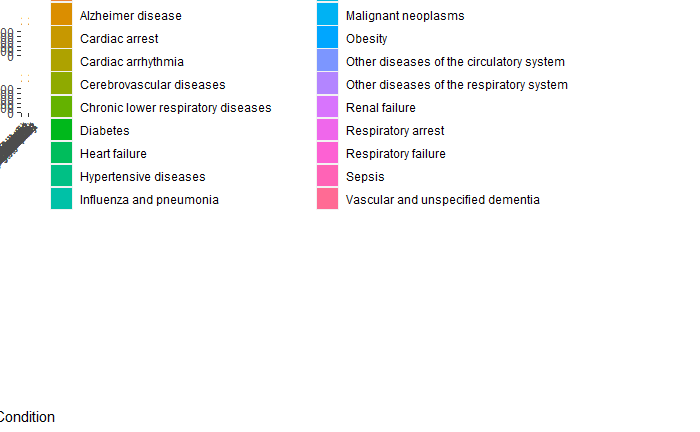 Alzheimer disease
Cardiac arrest
Cardiac arrhythmia
Cerebrovascular diseases
Chronic lower respiratory diseases
Diabetes
Heart failure
Hypertensive diseases
Influenza and pneumonia
Malignant neoplasms
Obesity
Other diseases of the circulatory system
Other diseases of the respiratory system
Renal failure
Respiratory arrest
Respiratory failure
Sepsis
Vascular and unspecified dementia
Condition